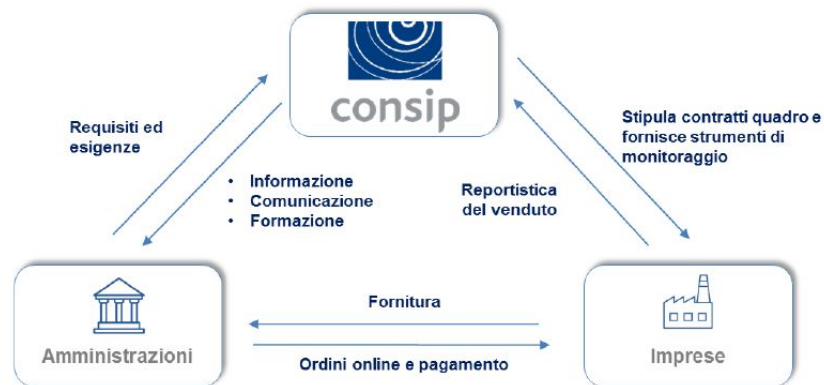 consip
Requisiti ed
esigenze
Stipula contratti quadro e
fornisce strumenti di
monitoraggio
• Informazione
• Comunicazione
• Formazione
Reportistica
del venduto
Fornitura
Amministrazioni
Imprese
Ordini online e pagamento